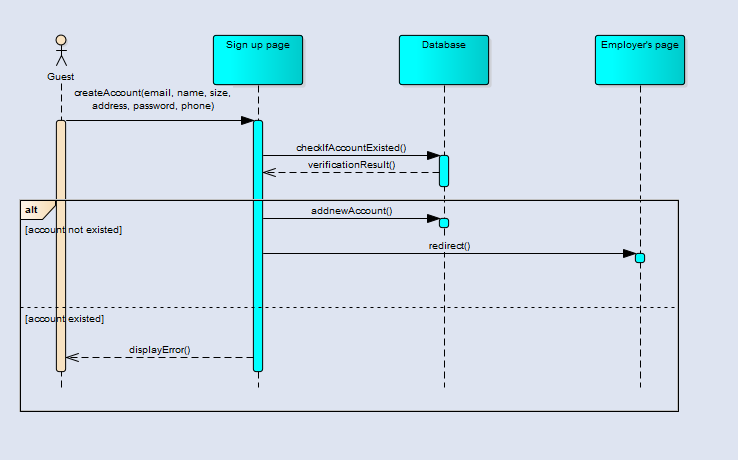 Sign up page
Database
Employer's page
Guest
createAccount(email, name, size,
address, password, phone)
checkIfAccountExisted()
verificationResult()
alt
addnewAccount()
[account not existed]
redirect()
[account existed]
displayError()